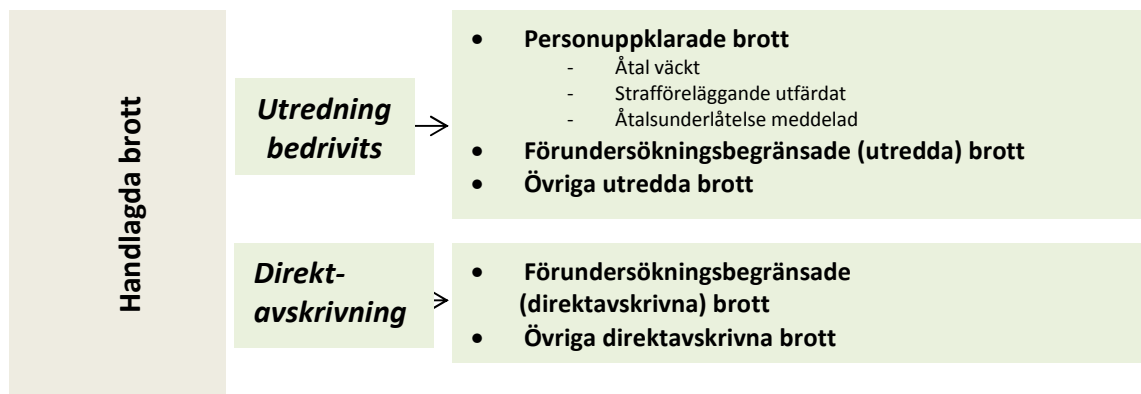 Handlagda brott
Utredning
bedrivits
• Personuppklarade brott
- Åtal väckt
- Strafföreläggande utfärdat
- Åtalsunderlåtelse meddelad
• Förundersökningsbegränsade (utredda) brott
• Övriga utredda brott
Direkt-
avskrivning
• Förundersökningsbegränsade
(direktavskrivna) brott
• Övriga direktavskrivna brott